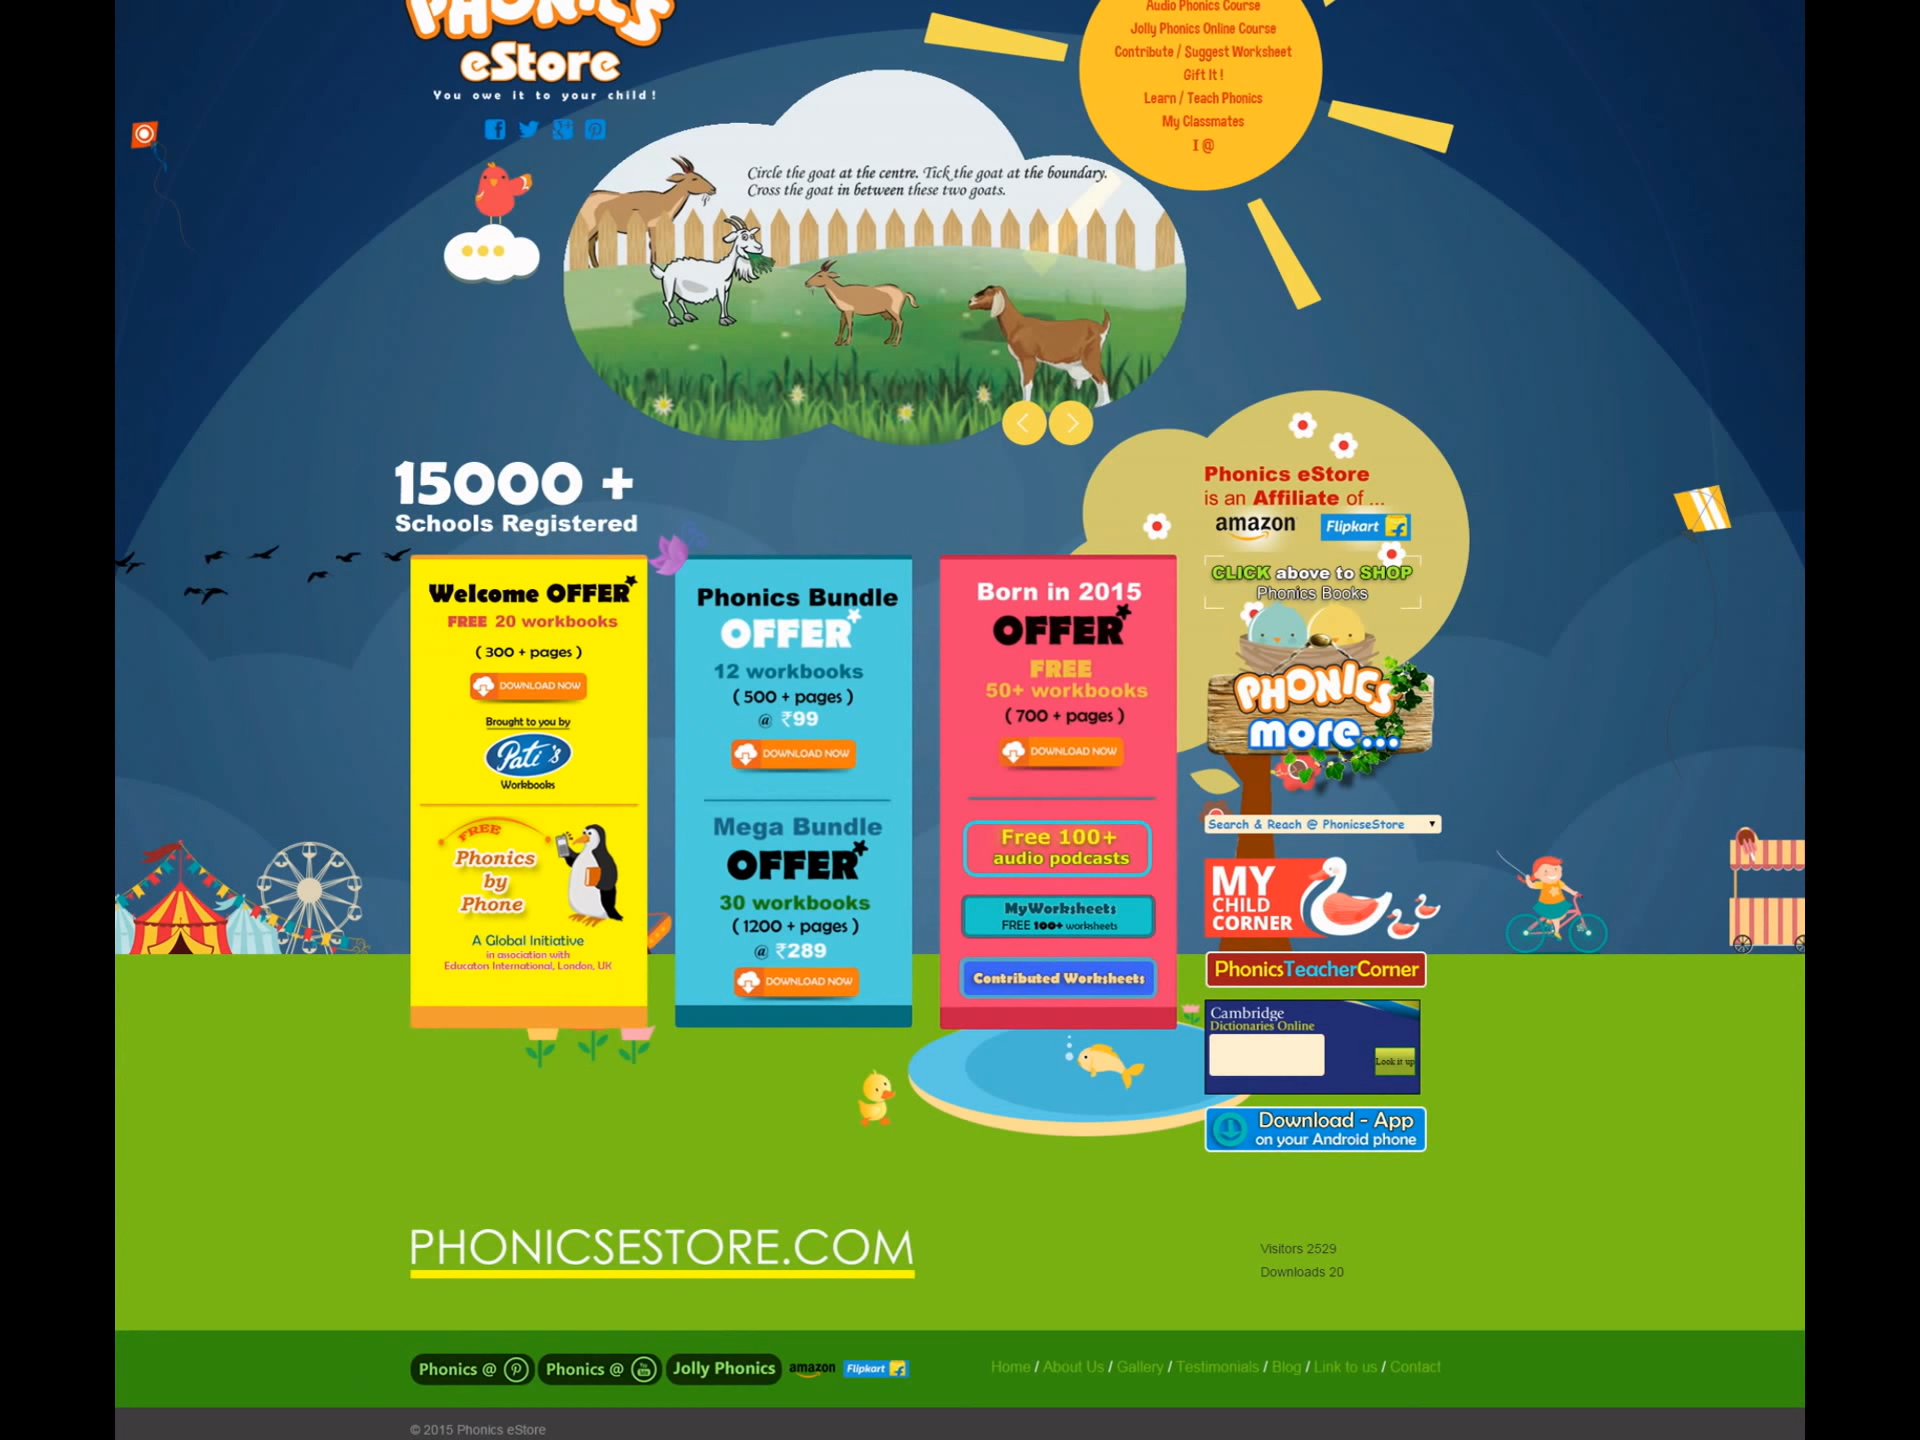 PHONICS
eStore
You owe it to your child!
Audio Phonics Course
Jolly Phonics Online Course
Contribute / Suggest Worksheet
Gift It !
Learn / Teach Phonics
My Classmates
I @
Circle the goat at the centre. Tick the goat at the boundary.
Cross the goat in between these two goats.
15000 +
Schools Registered
Welcome OFFER
FREE 20 workbooks
( 300 + pages )
DOWNLOAD NOW
Brought to you by
Pati's
Workbooks
FREE
Phonics
by
Phone
A Global Initiative
in association with
Educators International, London, UK
Phonics Bundle
OFFER
12 workbooks
( 500 + pages )
@ ₹99
DOWNLOAD NOW
Mega Bundle
OFFER
30 workbooks
( 1200 + pages )
@ ₹289
DOWNLOAD NOW
Born in 2015
OFFER
FREE
50+ workbooks
( 700 + pages )
DOWNLOAD NOW
Free 100+
audio podcasts
MyWorksheets
FREE 100+ worksheets
Contributed Worksheets
Phonics eStore
is an Affiliate of ...
amazon Flipkart
CLICK above to SHOP
Phonics Books
PHONICS
more...
Search & Reach @ PhonicseStore
MY
CHILD
CORNER
PhonicsTeacherCorner
Cambridge
Dictionaries Online
Look it up
Download - App
on your Android phone
PHONICSESTORE.COM
Visitors 2529
Downloads 20
Phonics @ Phonics @ You Tube Jolly Phonics amazon Flipkart
Home / About Us / Gallery / Testimonials / Blog / Link to us / Contact
© 2015 Phonics eStore